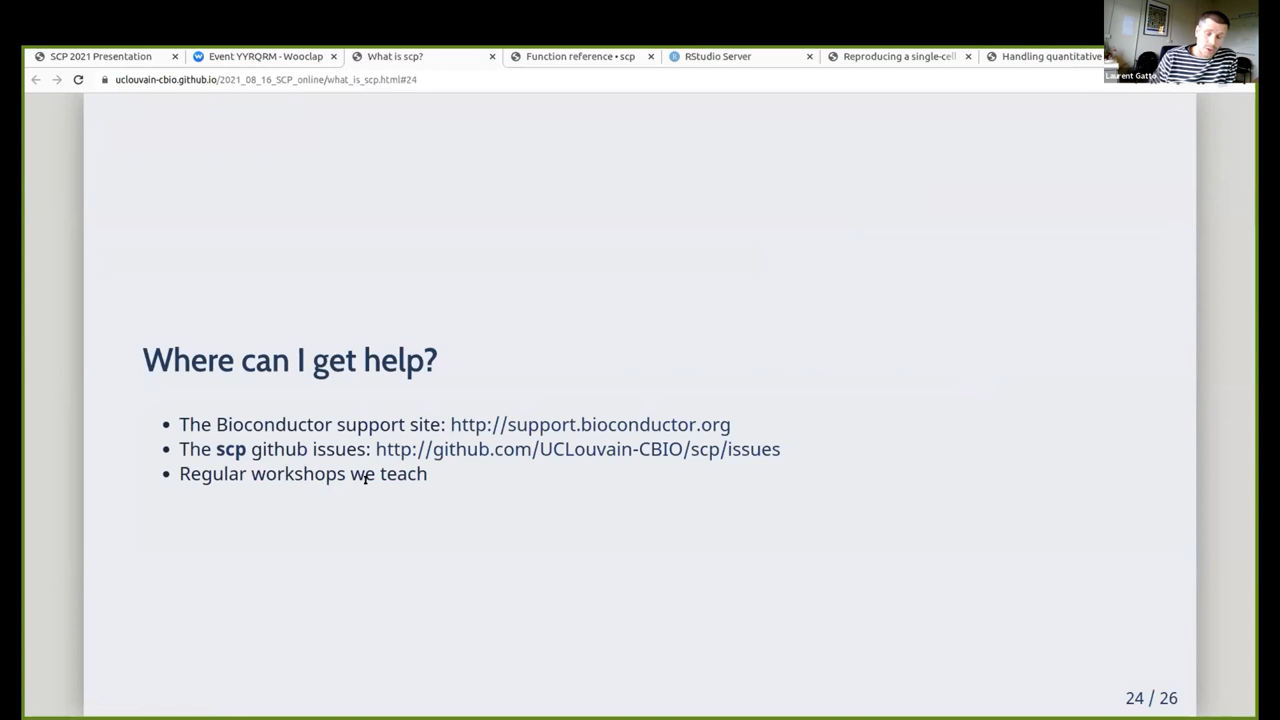 SCP 2021 Presentation
Event YYRQRM - Wooclap
What is scp?
Function reference • scp
RStudio Server
Reproducing a single-cell
Handling quantitative
uclouvain-cbio.github.io/2021_08_16_SCP_online/what_is_scp.html#24
Laurent Gatto
Where can I get help?
• The Bioconductor support site: http://support.bioconductor.org
• The scp github issues: http://github.com/UCLouvain-CBIO/scp/issues
• Regular workshops we teach
24 / 26